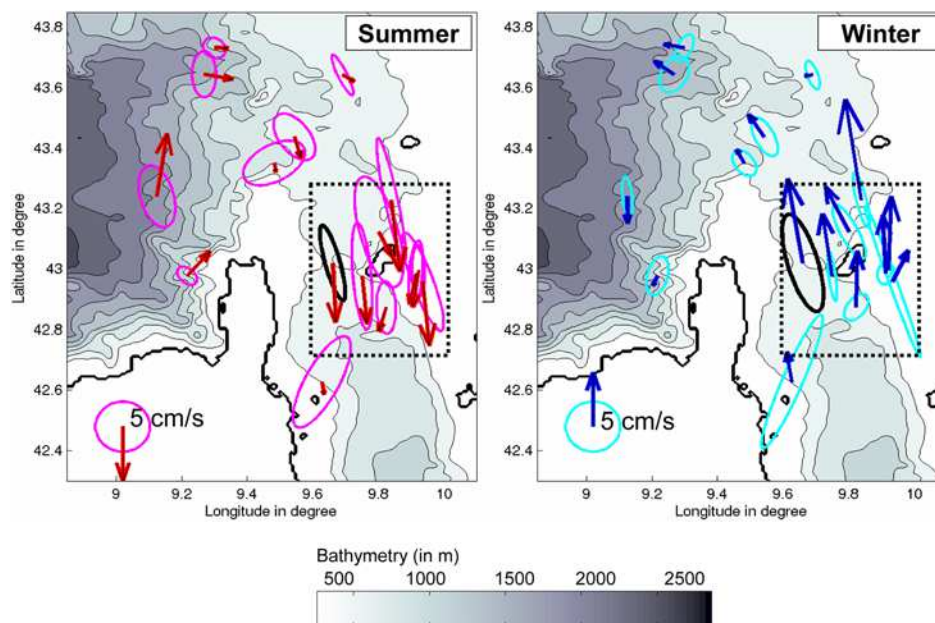 Summer
Winter
43.8
43.6
43.4
43.2
43
42.8
42.6
42.4
Latitude in degree
5 cm/s
9
9.2
9.4
9.6
9.8
10
Longitude in degree
43.8
43.6
43.4
43.2
43
42.8
42.6
42.4
Latitude in degree
5 cm/s
9
9.2
9.4
9.6
9.8
10
Longitude in degree
Bathymetry (in m)
500 1000 1500 2000 2500